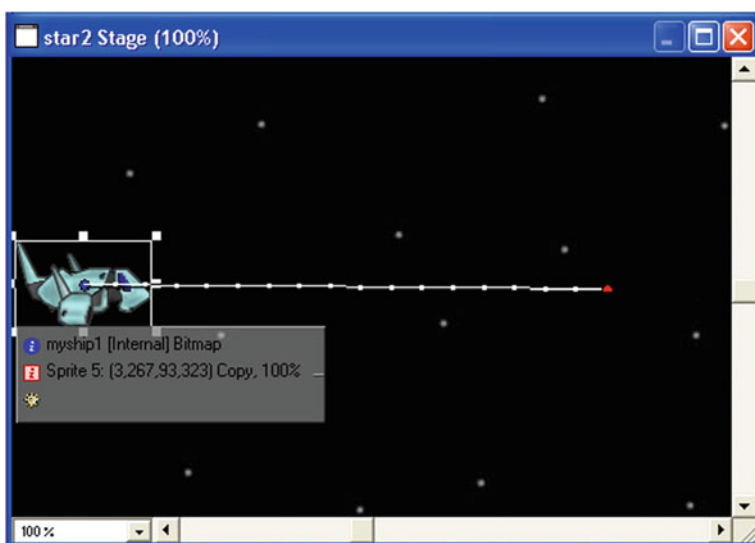 star2 Stage (100%)
myship1 [Internal] Bitmap
Sprite 5: (3,267,93,323) Copy, 100%
100 %